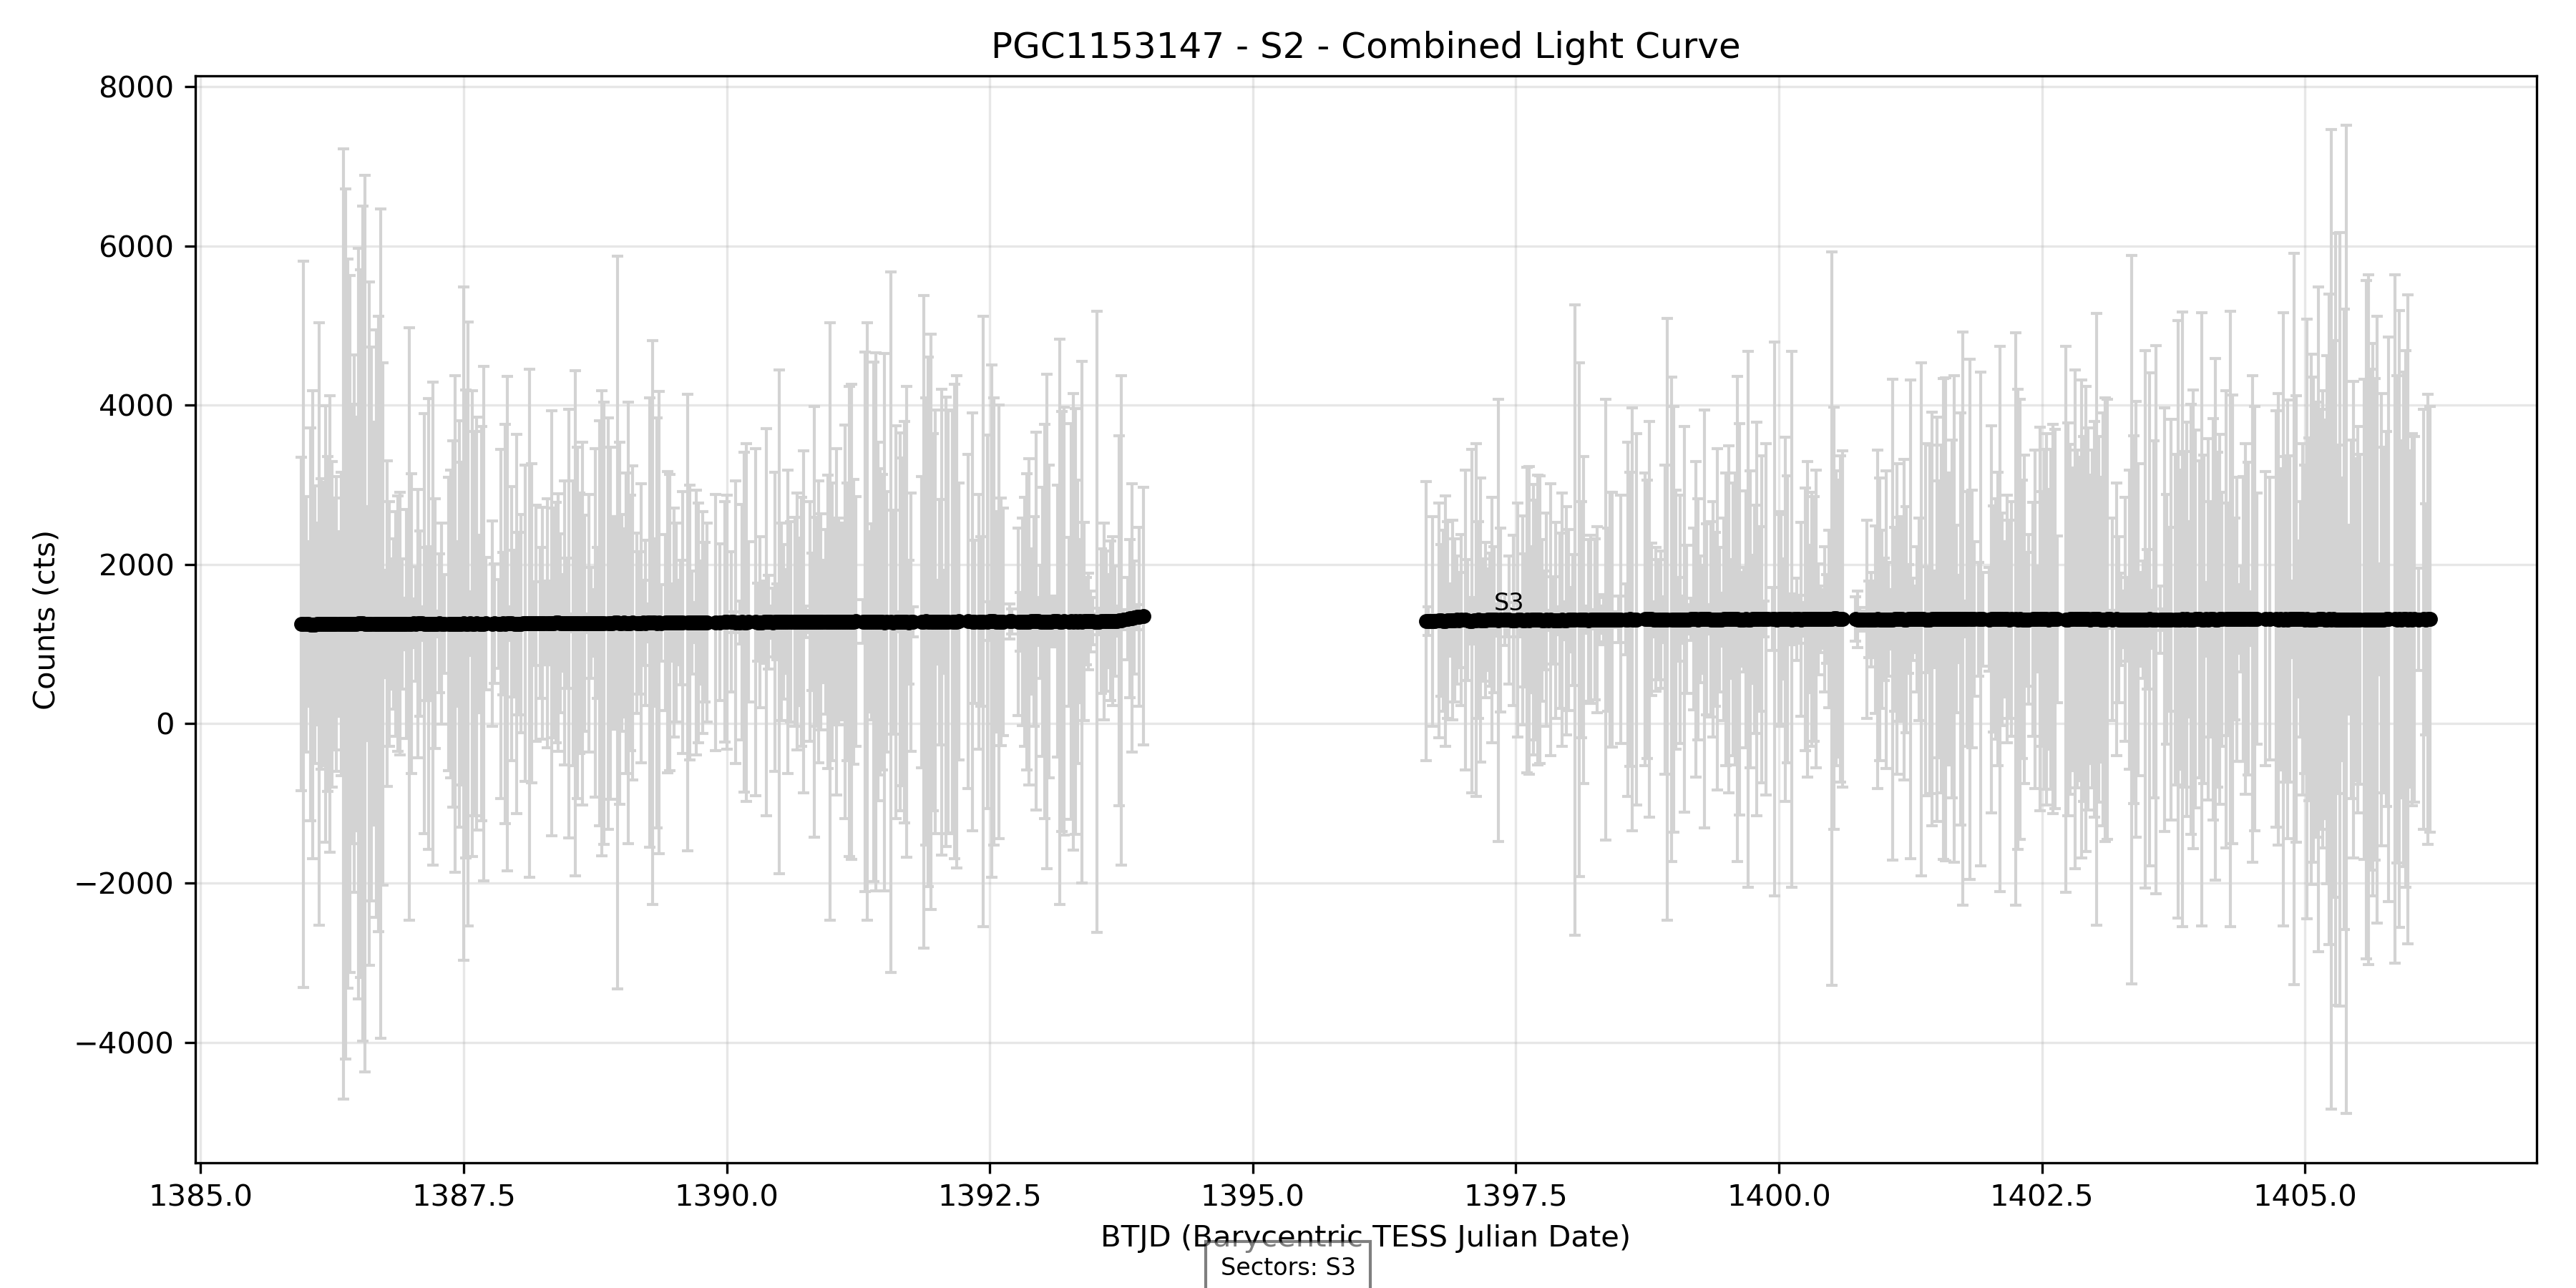 PGC1153147 - S2 - Combined Light Curve
8000
6000
4000
2000
0
−2000
−4000
Counts (cts)
S3
1385.0 1387.5 1390.0 1392.5 1395.0 1397.5 1400.0 1402.5 1405.0
BTJD (Barycentric TESS Julian Date)
Sectors: S3